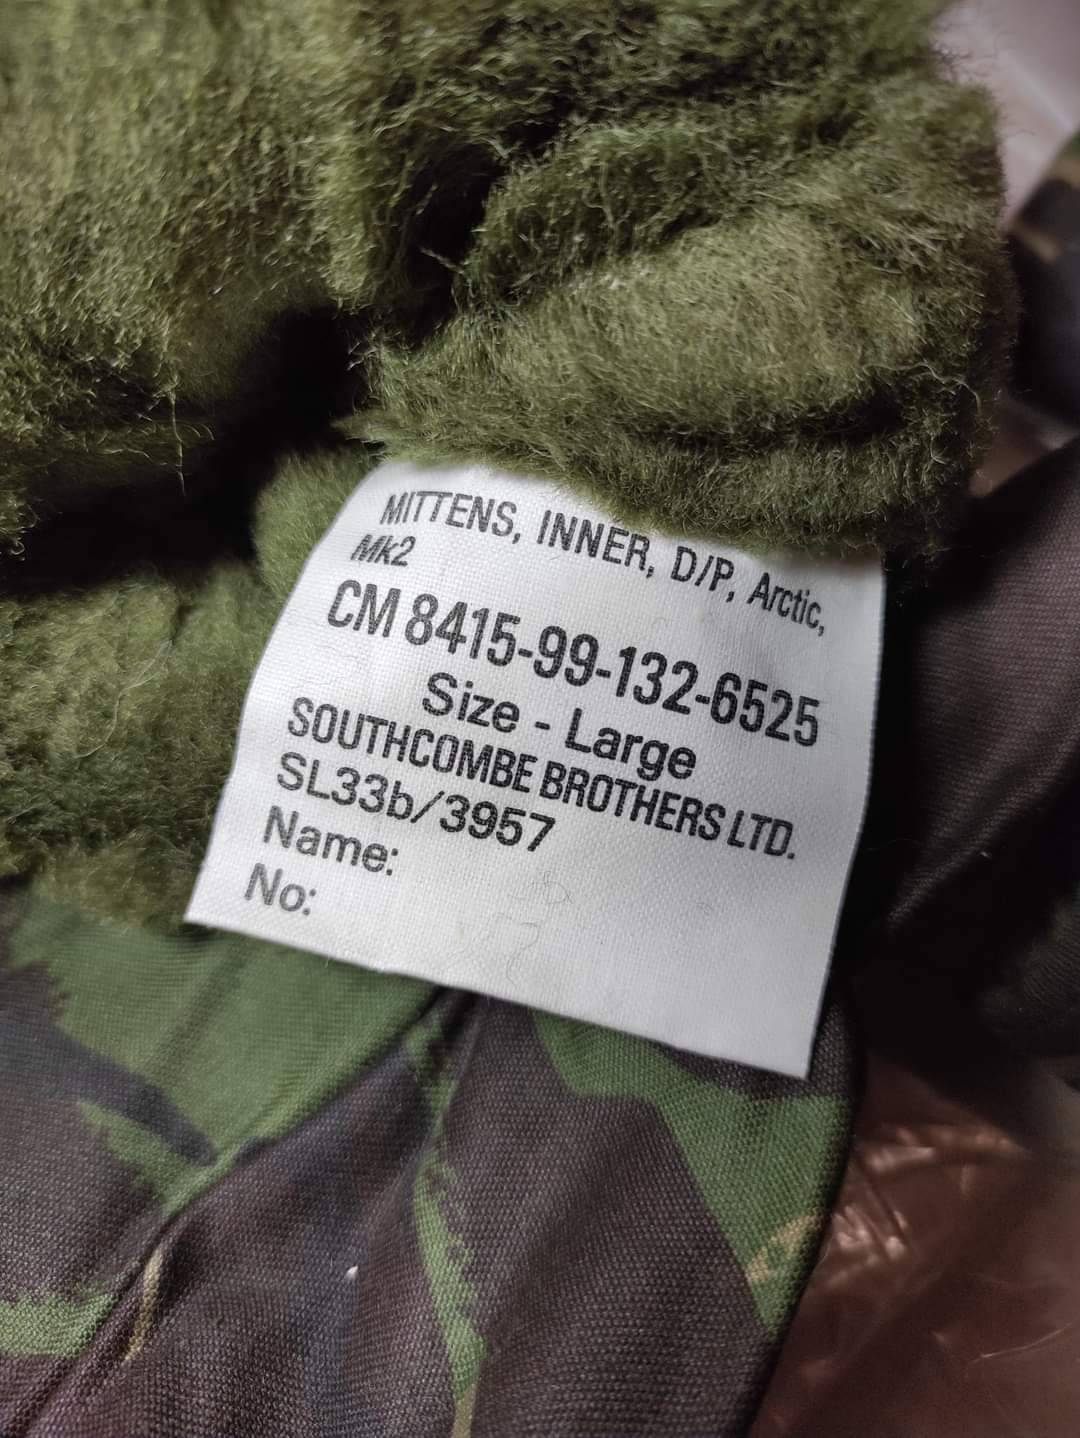 MITTENS, INNER, D/P, Arctic,
Mk2
CM 8415-99-132-6525
Size - Large
SOUTHCOMBE BROTHERS LTD.
SL33b/3957
Name:
No: